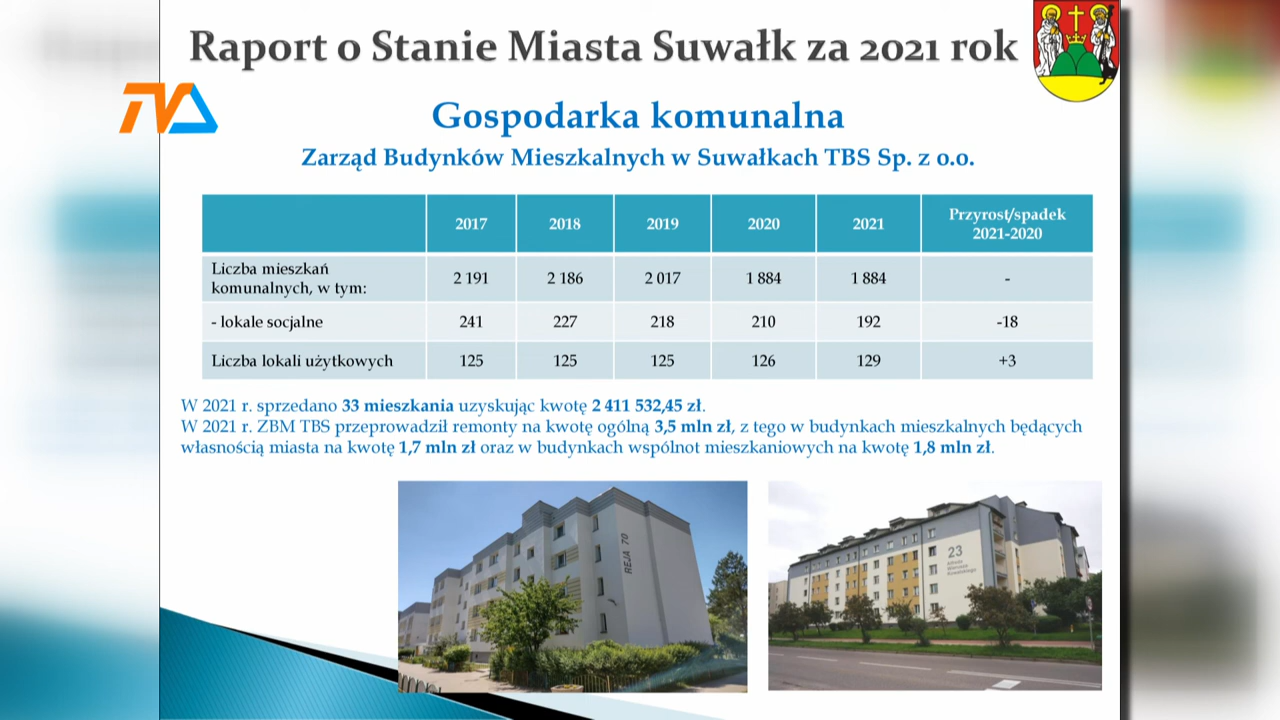 Raport o Stanie Miasta Suwałk za 2021 rok
TVA
Gospodarka komunalna
Zarząd Budynków Mieszkalnych w Suwałkach TBS Sp. z o.o.
2017 2018 2019 2020 2021 Przyrost/spadek 2021-2020
Liczba mieszkań komunalnych, w tym: 2 191 2 186 2 017 1 884 1 884 -
- lokale socjalne 241 227 218 210 192 -18
Liczba lokali użytkowych 125 125 125 126 129 +3
W 2021 r. sprzedano 33 mieszkania uzyskując kwotę 2 411 532,45 zł.
W 2021 r. ZBM TBS przeprowadził remonty na kwotę ogólną 3,5 mln zł, z tego w budynkach mieszkalnych będących
własnością miasta na kwotę 1,7 mln zł oraz w budynkach wspólnot mieszkaniowych na kwotę 1,8 mln zł.
REJA 70
23